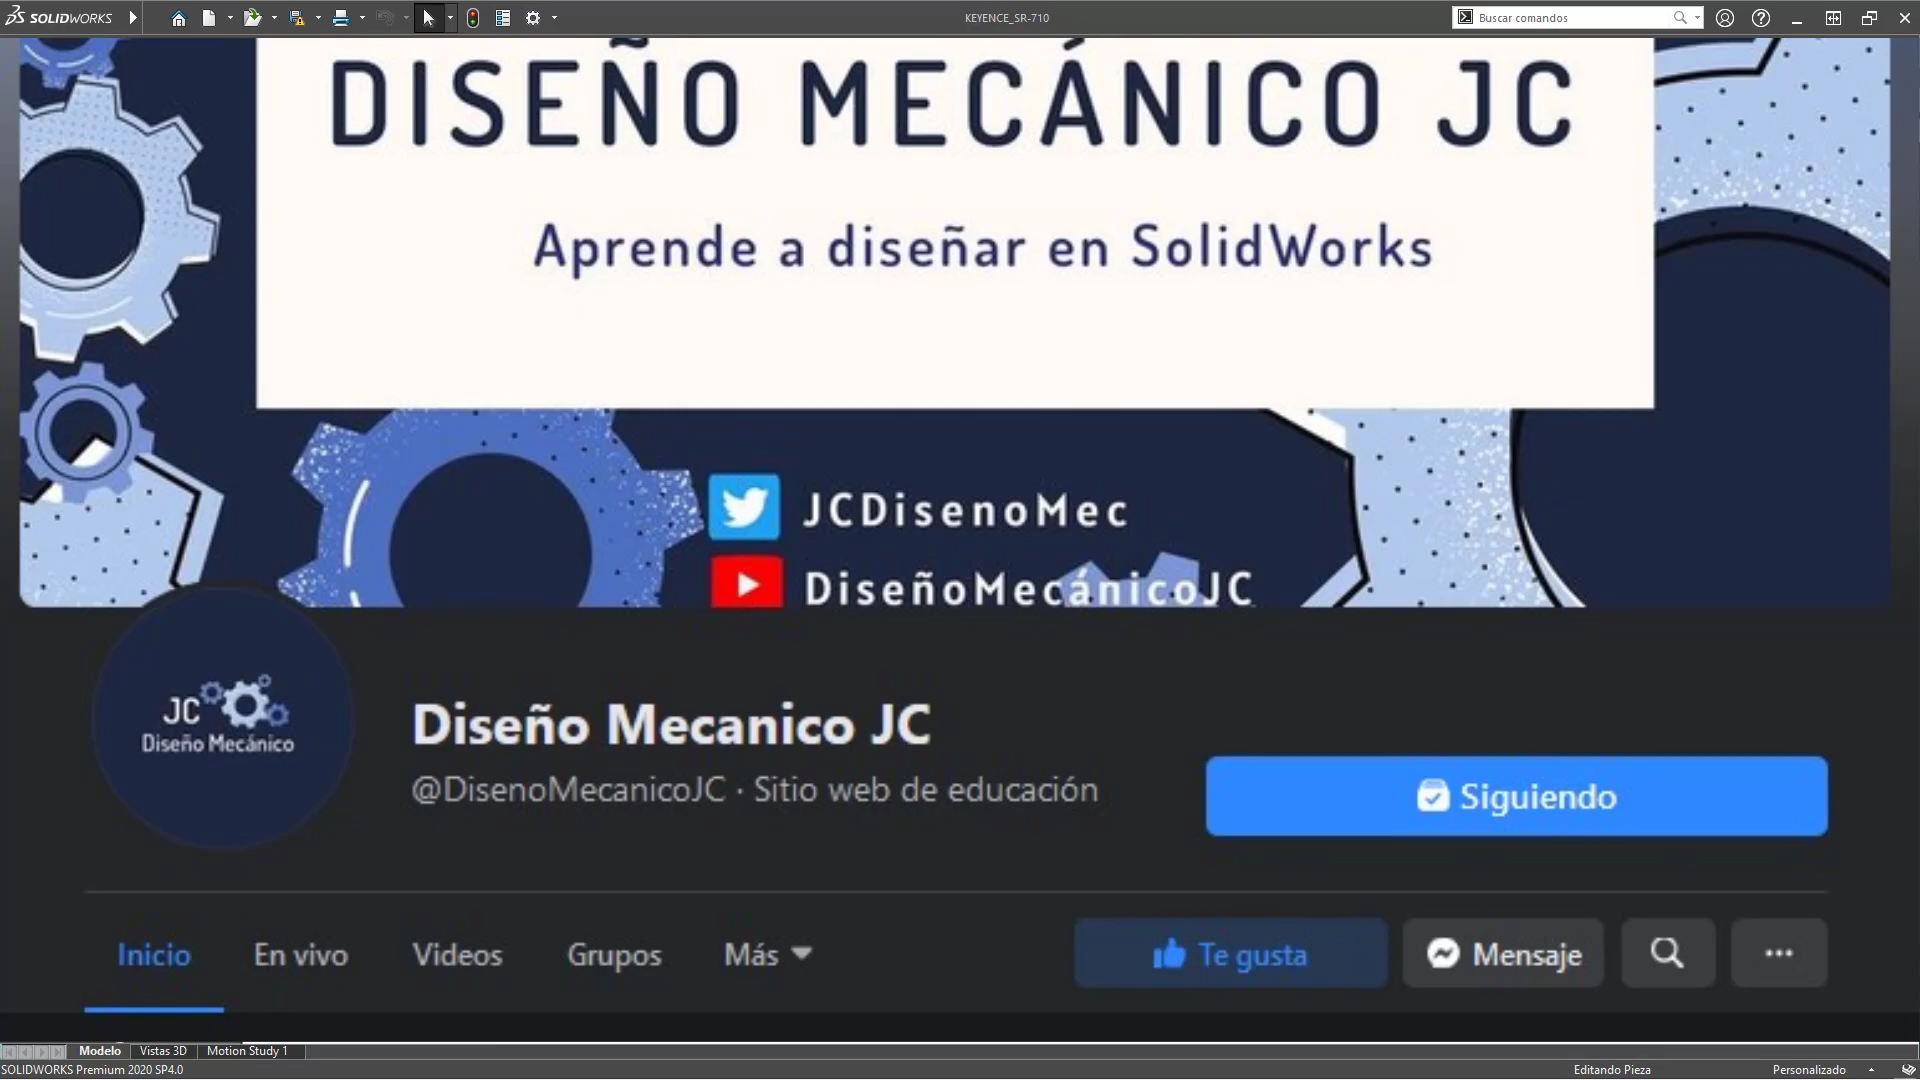 SOLIDWORKS
KEYENCE_SR-710
Buscar comandos
DISEÑO MECÁNICO JC
Aprende a diseñar en SolidWorks
JCDisenoMec
DiseñoMecánicoJC
JC
Diseño Mecánico
Diseño Mecanico JC
@DisenoMecanicoJC · Sitio web de educación
Siguiendo
Inicio En vivo Videos Grupos Más Te gusta Mensaje
Modelo Vistas 3D Motion Study 1
SOLIDWORKS Premium 2020 SP4.0 Editando Pieza Personalizado